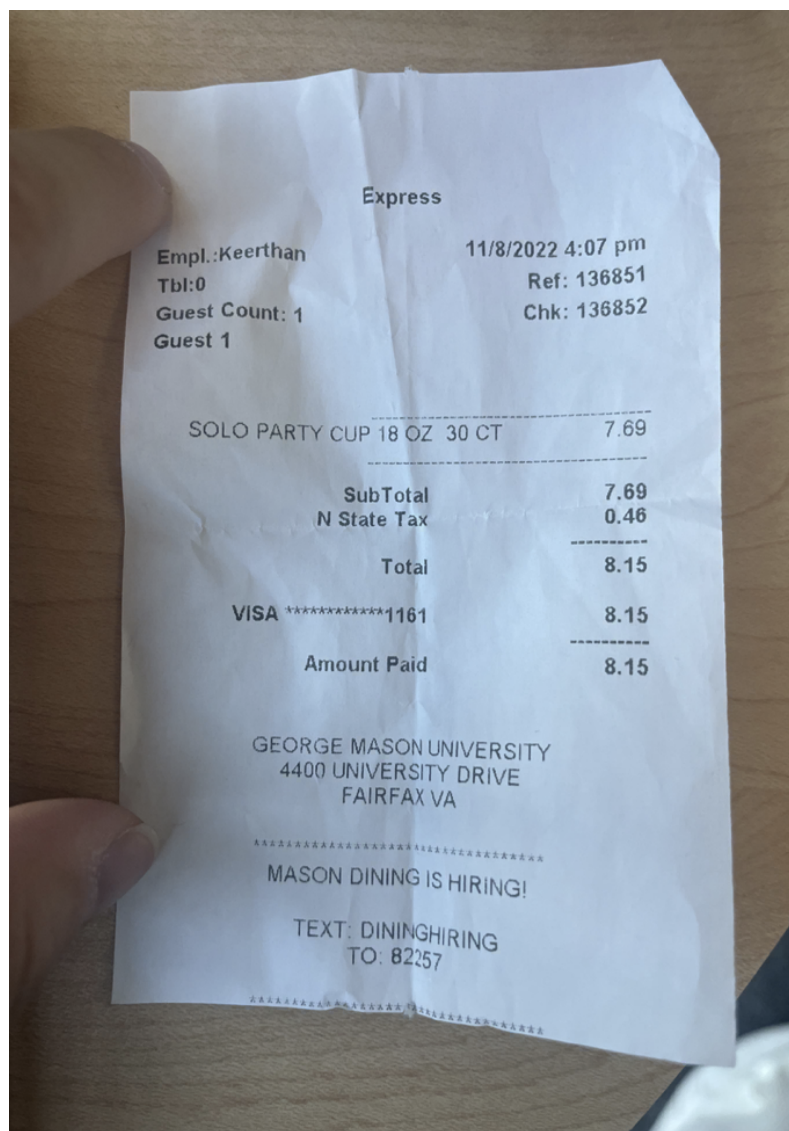 Express
Empl.:Keerthan 11/8/2022 4:07 pm
Tbl:0 Ref: 136851
Guest Count: 1 Chk: 136852
Guest 1
--------------------------------
SOLO PARTY CUP 18 OZ 30 CT 7.69
--------------------------------
SubTotal 7.69
N State Tax 0.46
----------
Total 8.15
VISA ************1161 8.15
----------
Amount Paid 8.15
GEORGE MASON UNIVERSITY
4400 UNIVERSITY DRIVE
FAIRFAX VA
********************************
MASON DINING IS HIRING!
TEXT: DININGHIRING
TO: 82257
********************************